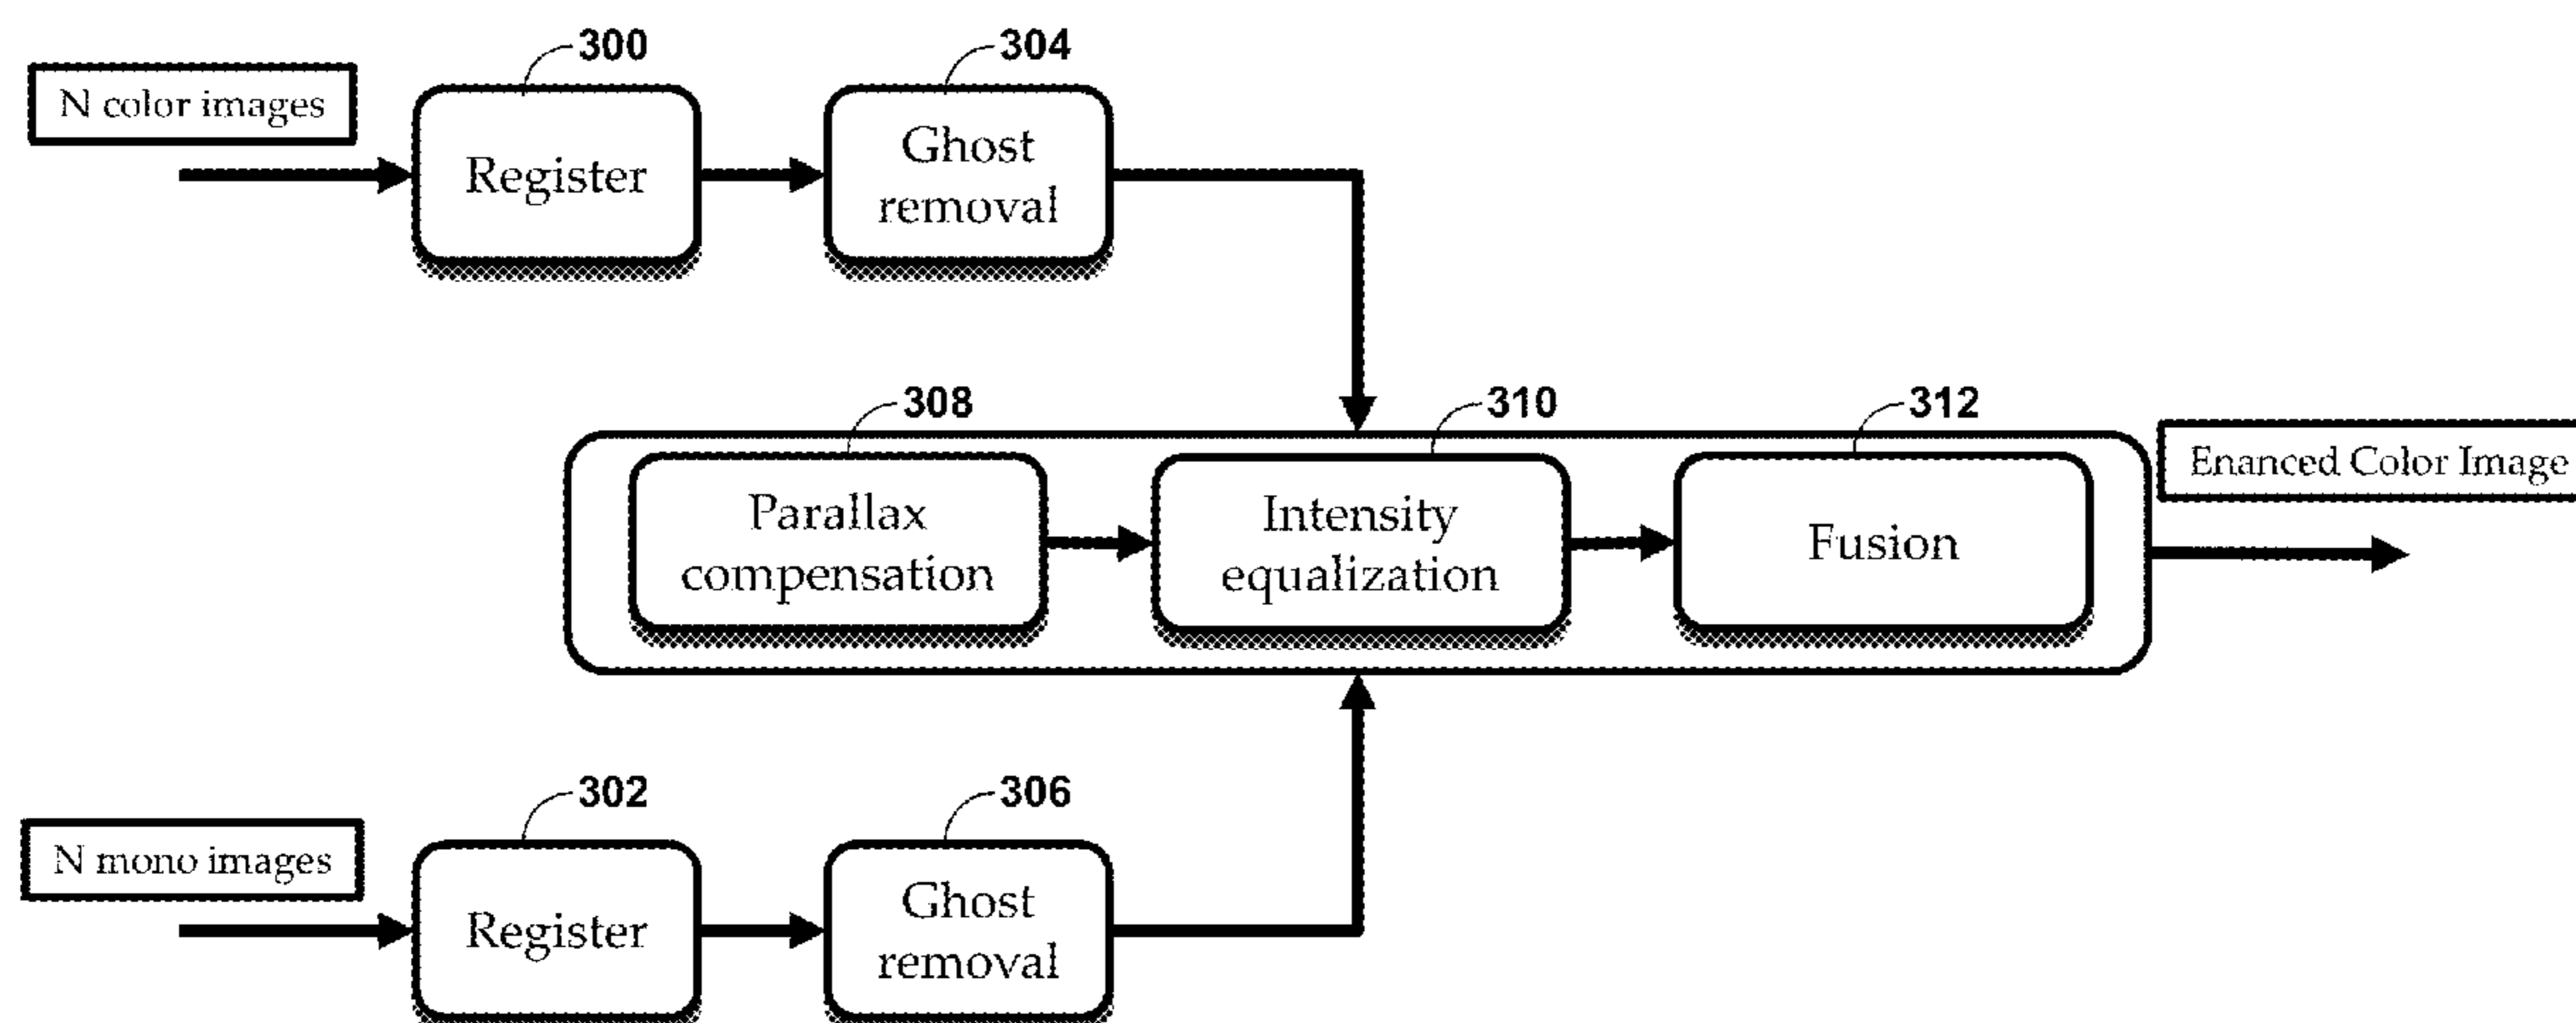 300
304
N color images
Register
Ghost
removal
308
310
312
Parallax
compensation
Intensity
equalization
Fusion
Enanced Color Image
302
306
N mono images
Register
Ghost
removal